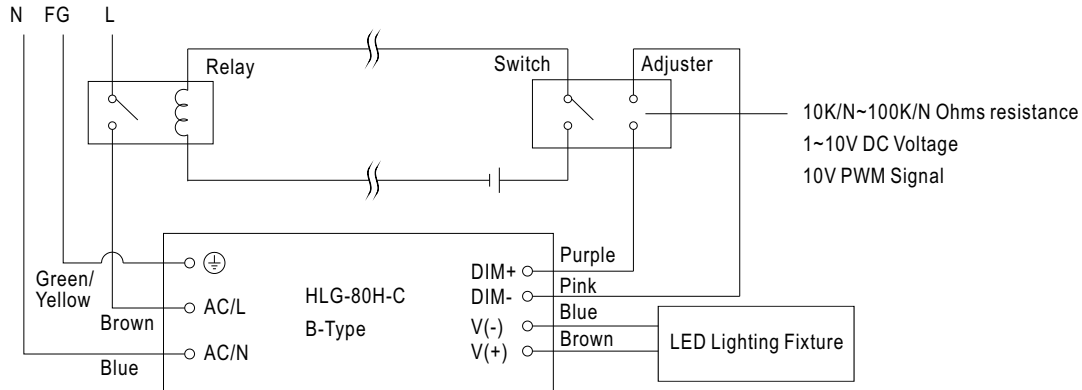 N FG L
Relay
Switch
Adjuster
10K/N~100K/N Ohms resistance
1~10V DC Voltage
10V PWM Signal
Green/
Yellow
Brown
Blue
AC/L
AC/N
HLG-80H-C
B-Type
DIM+
DIM-
V(-)
V(+)
Purple
Pink
Blue
Brown
LED Lighting Fixture